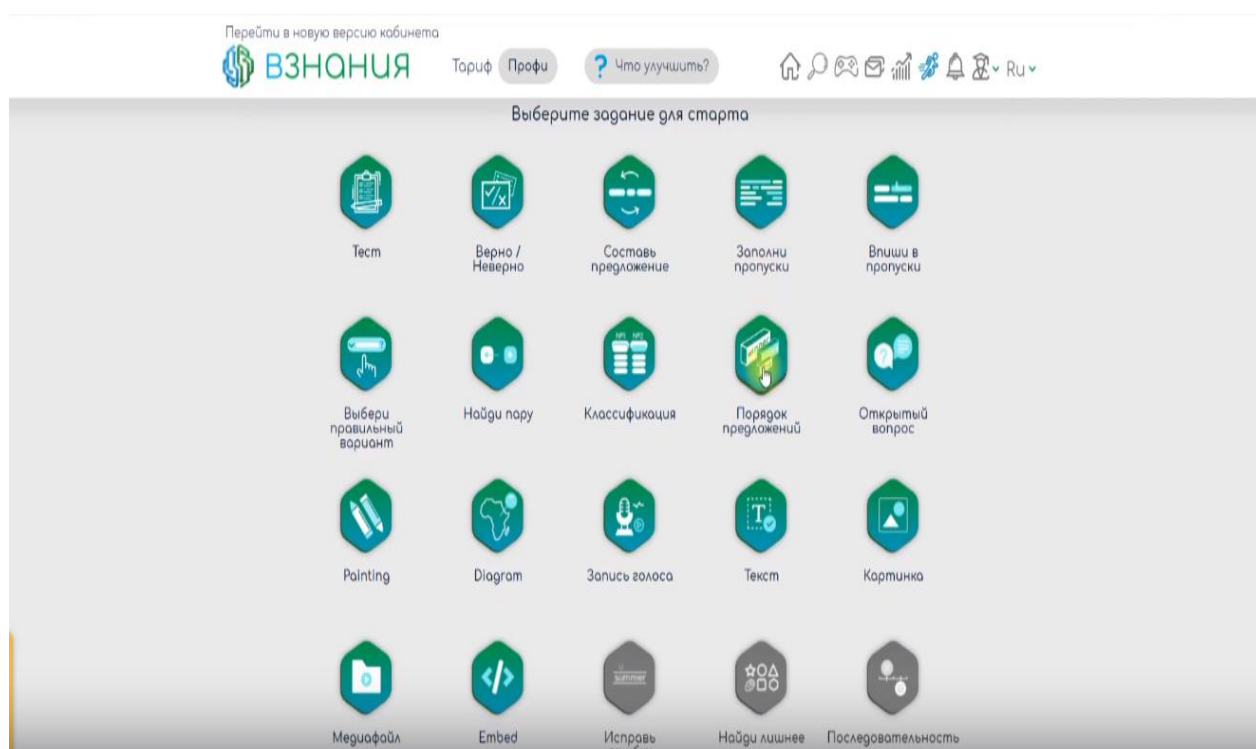 Перейти в новую версию кабинета
ВЗНАНИЯ
Тариф Профи
? Что улучшить?
Ru
Выберите задание для старта
Тест
Верно /
Неверно
Составь
предложение
Заполни
пропуски
Впиши в
пропуски
Выбери
правильный
вариант
Найди пару
Классификация
Порядок
предложений
Открытый
вопрос
Painting
Diagram
Запись голоса
Текст
Картинка
Медиафайл
Embed
Исправь
Найди лишнее
Последовательность